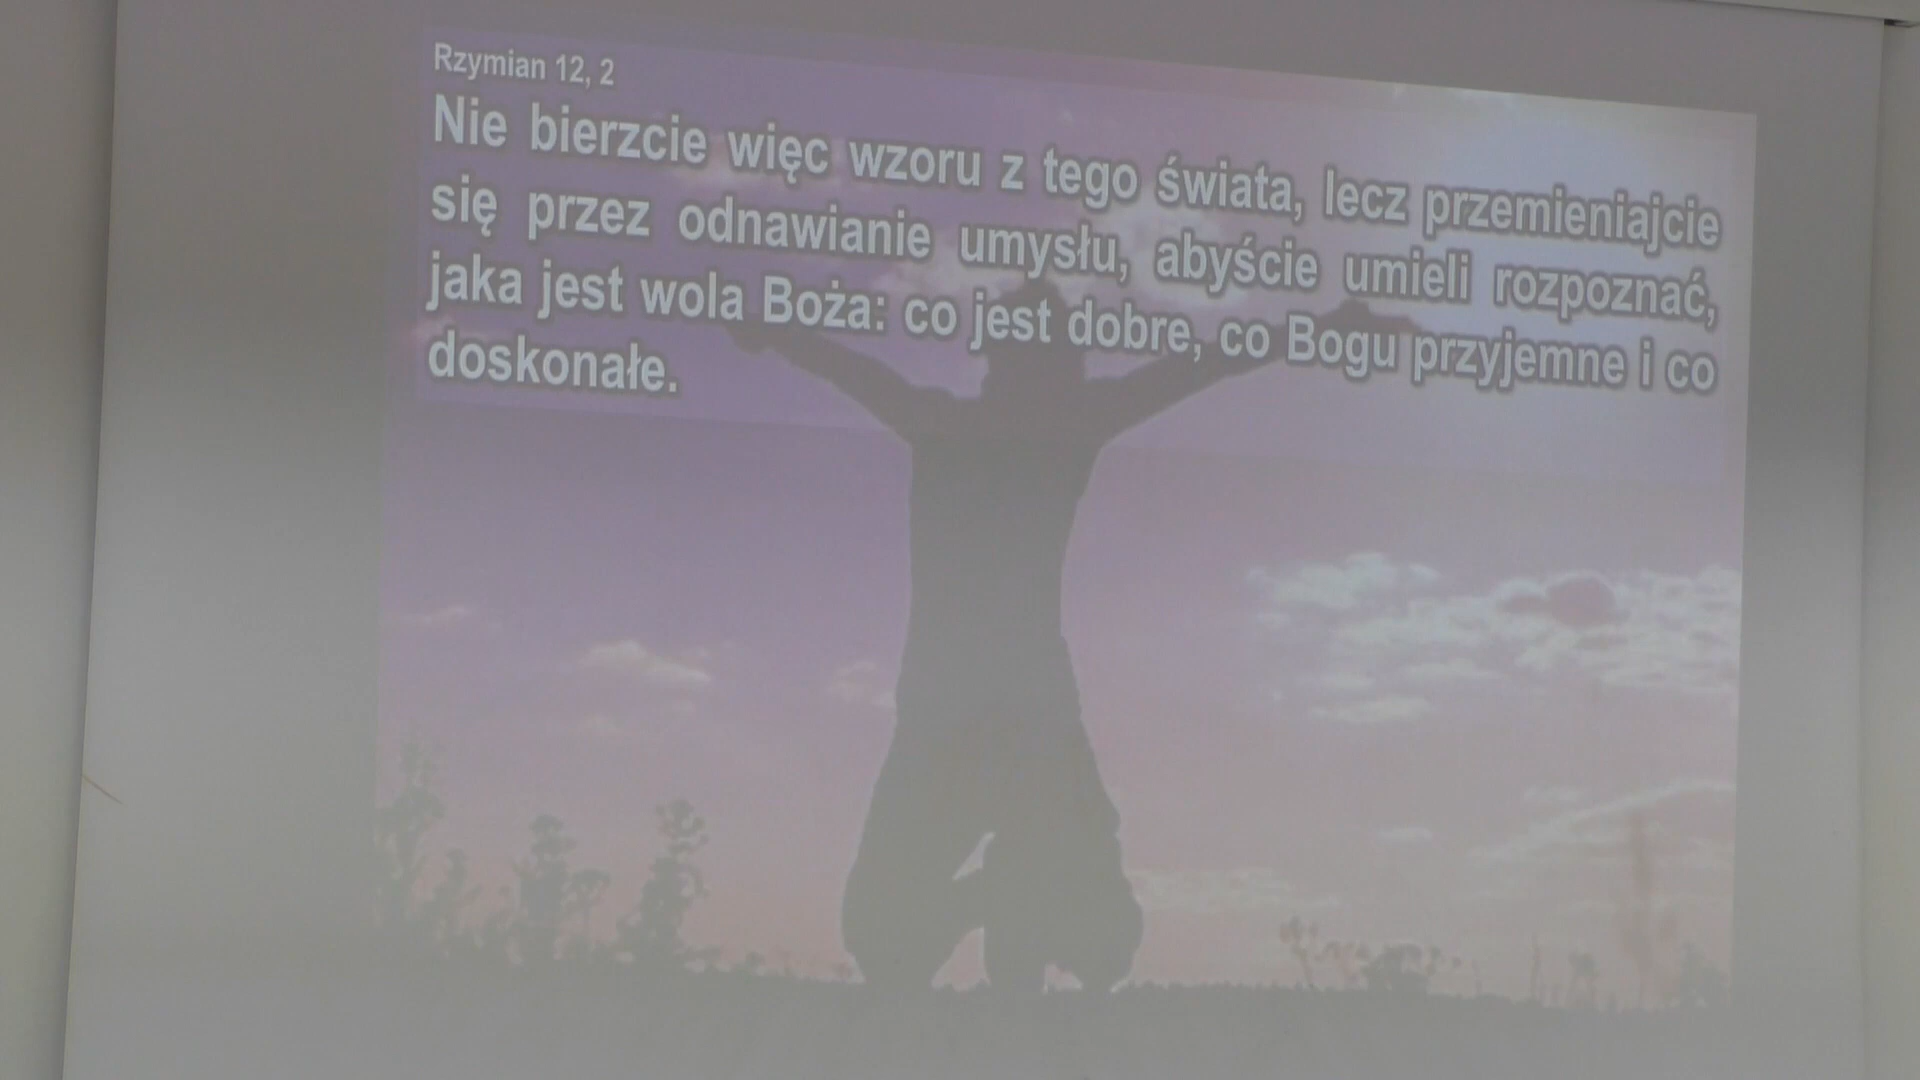 Rzymian 12, 2
Nie bierzcie więc wzoru z tego świata, lecz przemieniajcie
się przez odnawianie umysłu, abyście umieli rozpoznać,
jaka jest wola Boża: co jest dobre, co Bogu przyjemne i co
doskonałe.